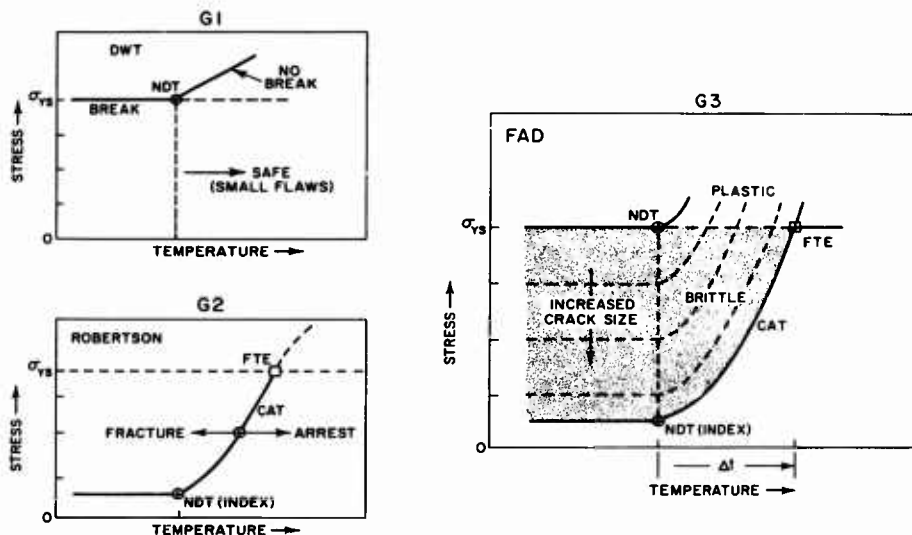 G1
DWT
NO
BREAK
NDT
σYS
BREAK
SAFE
(SMALL FLAWS)
STRESS
0
TEMPERATURE
G2
ROBERTSON
FTE
σYS
CAT
FRACTURE
ARREST
STRESS
NDT (INDEX)
0
TEMPERATURE
G3
FAD
PLASTIC
NDT
σYS
FTE
INCREASED
CRACK SIZE
BRITTLE
CAT
STRESS
NDT (INDEX)
0
Δt
TEMPERATURE